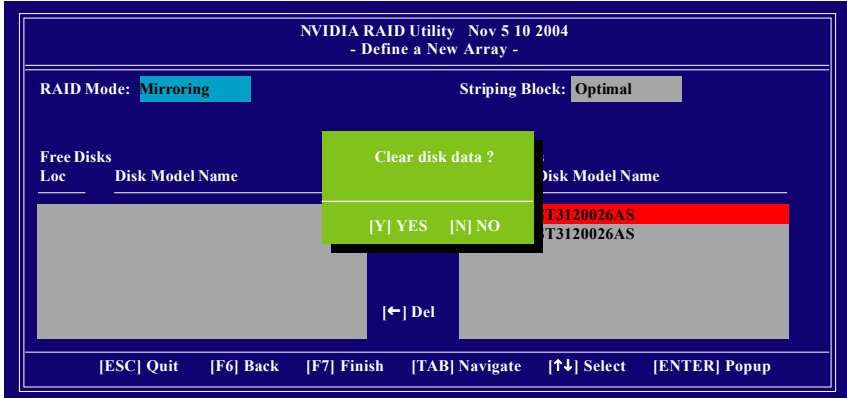 NVIDIA RAID Utility Nov 5 10 2004
- Define a New Array -
RAID Mode: Mirroring Striping Block: Optimal
Free Disks
Loc Disk Model Name
Clear disk data ?
[Y] YES [N] NO
Disk Model Name
ST3120026AS
ST3120026AS
[←] Del
[ESC] Quit [F6] Back [F7] Finish [TAB] Navigate [↑↓] Select [ENTER] Popup